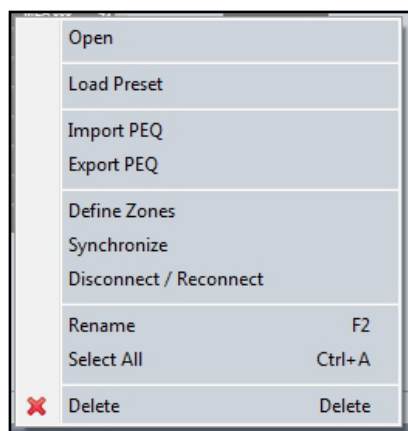 Open
Load Preset
Import PEQ
Export PEQ
Define Zones
Synchronize
Disconnect / Reconnect
Rename F2
Select All Ctrl+A
Delete Delete